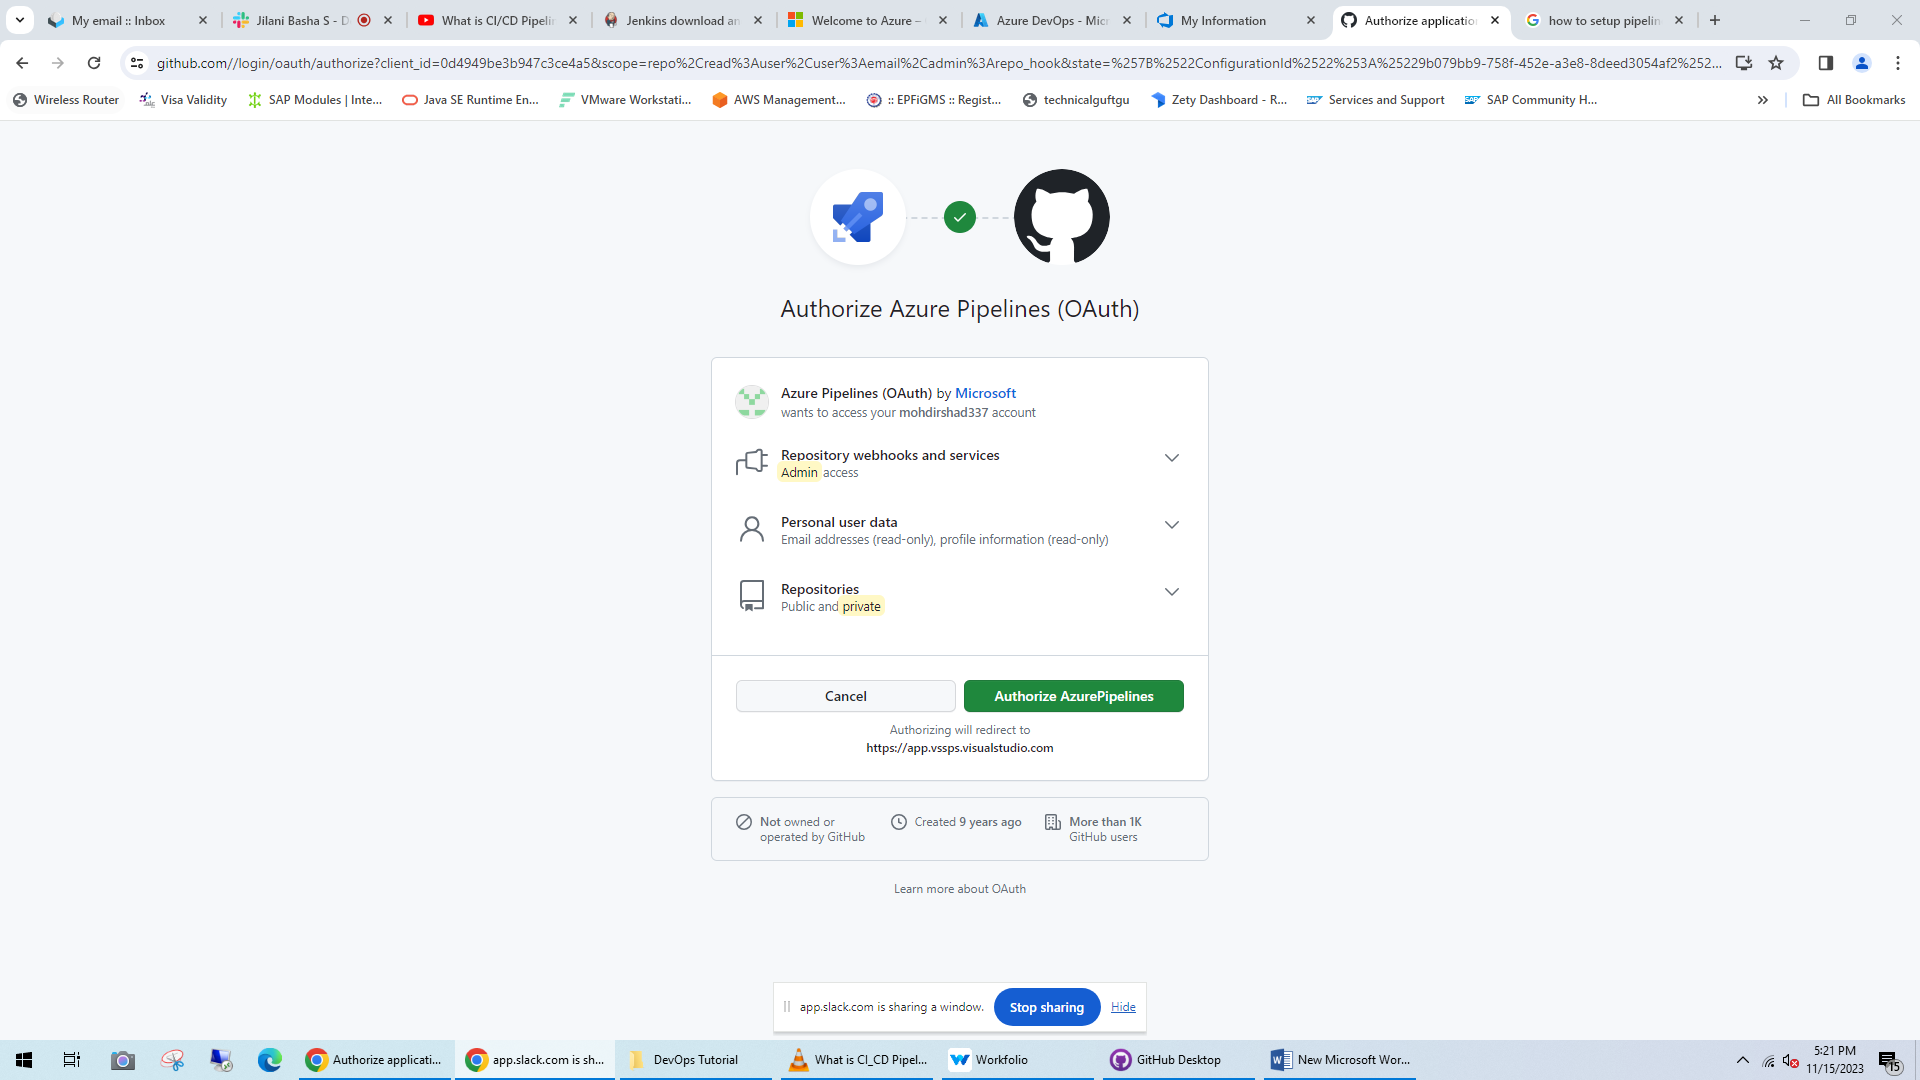 My email :: Inbox
Jilani Basha S - D
What is CI/CD Pipelin
Jenkins download an
Welcome to Azure –
Azure DevOps - Micr
My Information
Authorize application
how to setup pipelin
github.com//login/oauth/authorize?client_id=0d4949be3b947c3ce4a5&scope=repo%2Cread%3Auser%2Cuser%3Aemail%2Cadmin%3Arepo_hook&state=%257B%2522ConfigurationId%2522%253A%25229b079bb9-758f-452e-a3e8-8deed3054af2%252...
Wireless Router
Visa Validity
SAP Modules | Inte...
Java SE Runtime En...
VMware Workstati...
AWS Management...
:: EPFiGMS :: Regist...
technicalguftgu
Zety Dashboard - R...
Services and Support
SAP Community H...
All Bookmarks
Authorize Azure Pipelines (OAuth)
Azure Pipelines (OAuth) by Microsoft
wants to access your mohdirshad337 account
Repository webhooks and services
Admin access
Personal user data
Email addresses (read-only), profile information (read-only)
Repositories
Public and private
Cancel
Authorize AzurePipelines
Authorizing will redirect to
https://app.vssps.visualstudio.com
Not owned or
operated by GitHub
Created 9 years ago
More than 1K
GitHub users
Learn more about OAuth
app.slack.com is sharing a window.
Stop sharing
Hide
Authorize applicati...
app.slack.com is sh...
DevOps Tutorial
What is CI_CD Pipel...
Workfolio
GitHub Desktop
New Microsoft Wor...
5:21 PM
11/15/2023
15